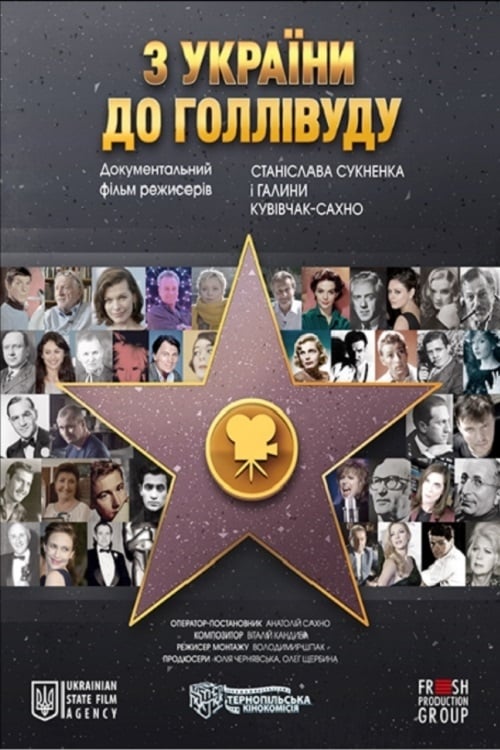 З УКРАЇНИ
ДО ГОЛЛІВУДУ
Документальний
фільм режисерів
СТАНІСЛАВА СУКНЕНКА
І ГАЛИНИ
КУВІВЧАК-САХНО
ОПЕРАТОР-ПОСТАНОВНИК АНАТОЛІЙ САХНО
КОМПОЗИТОР ВІТАЛІЙ КАНДИБА
РЕЖИСЕР МОНТАЖУ ВОЛОДИМИР ШПАК
ПРОДЮСЕРИ ЮЛІЯ ЧЕРНЯВСЬКА, ОЛЕГ ЩЕРБИНА
UKRAINIAN
STATE FILM
AGENCY
ТЕРНОПІЛЬСЬКА
КІНОКОМІСІЯ
FRESH
PRODUCTION
GROUP